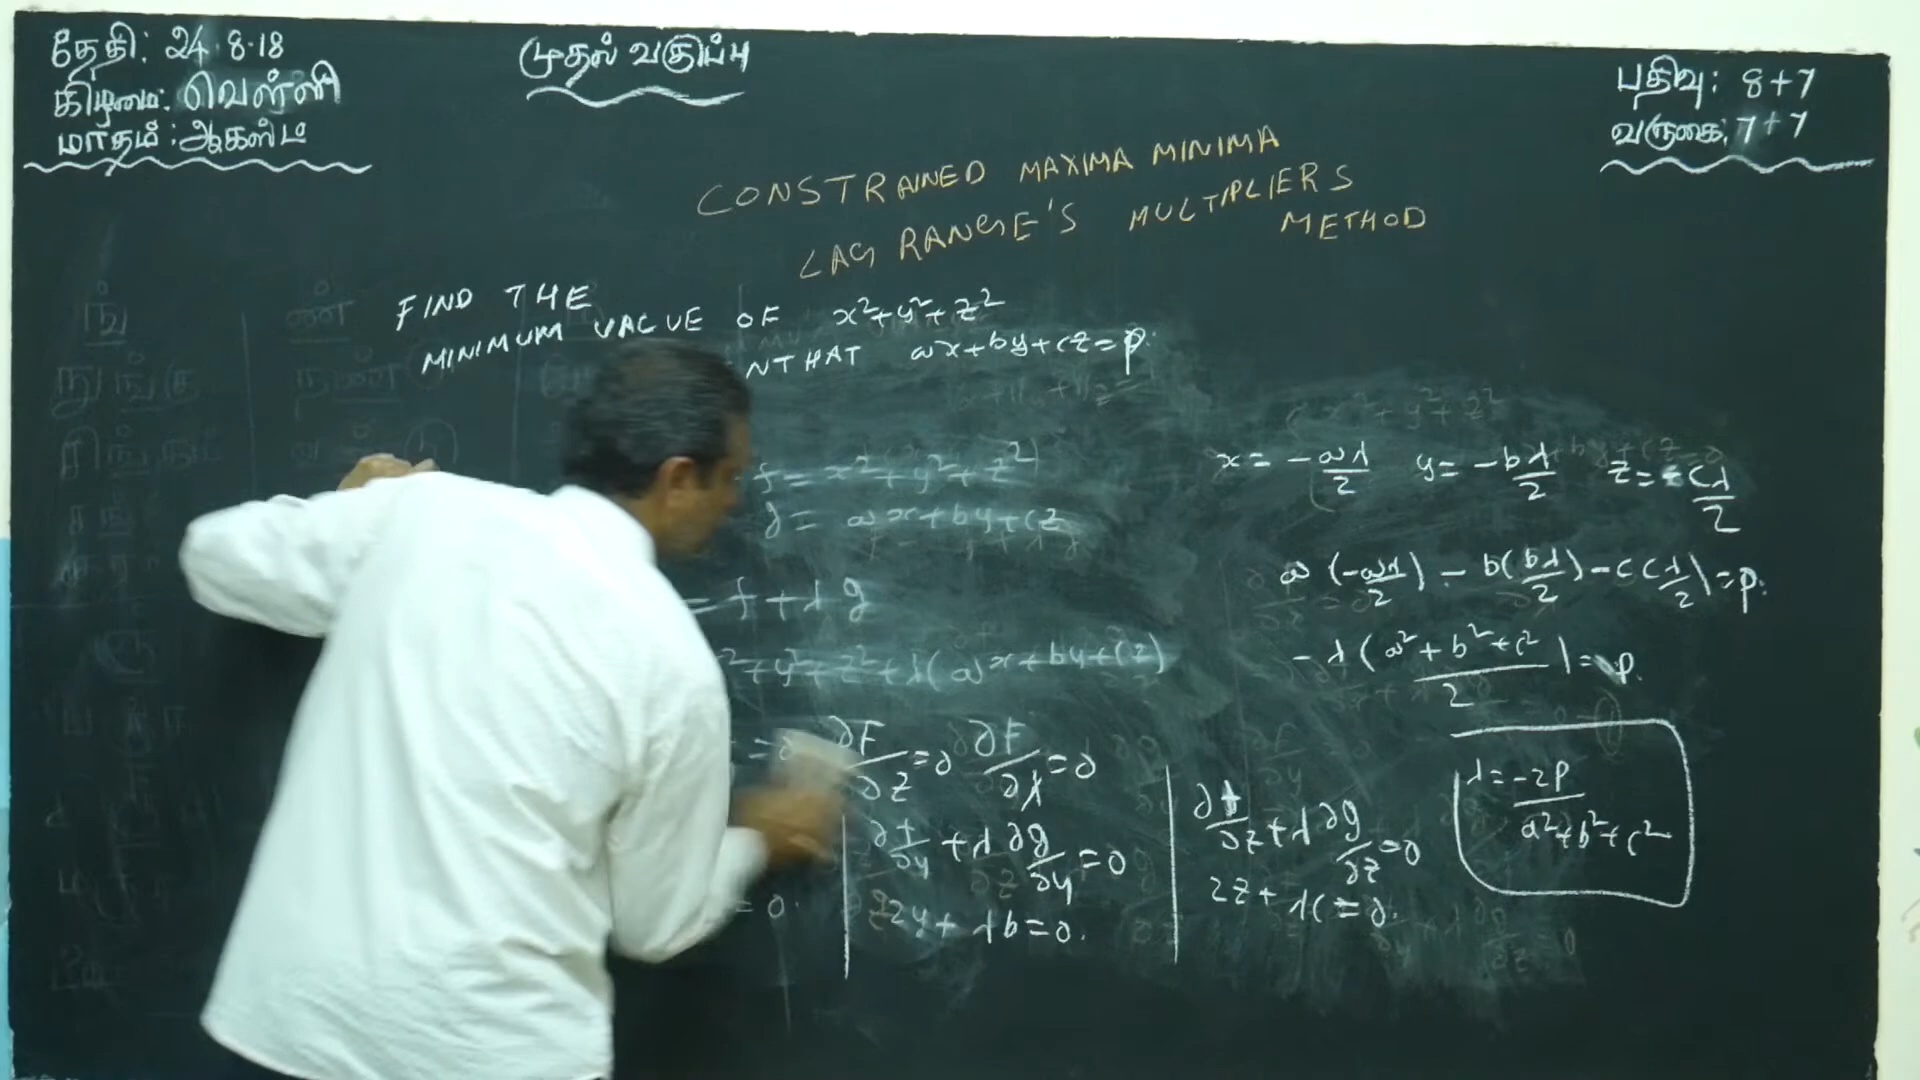 தேதி: 24.8.18
கிழமை: வெள்ளி
மாதம்: ஆகஸ்ட
முதல் வகுப்பு
பதிவு: 8+7
வருகை: 7+7
CONSTRAINED MAXIMA MINIMA
LAGRANGE'S MULTIPLIERS
METHOD
FIND THE
MINIMUM VALUE OF x²+y²+z²
NTHAT ax+by+cz=p.
f=x²+y²+z²
g= ax+by+cz
=f+λg
²+y²+z²+λ(ax+by+cz)
∂F/∂z=0 ∂F/∂λ=0
∂f/∂y+λ∂g/∂y=0
=0.
2y+λb=0.
∂f/∂z+λ∂g/∂z=0
2z+λc=0.
x=-aλ/2 y=-bλ/2 z=-cλ/2
a(-aλ/2)-b(bλ/2)-c(cλ/2)=p.
-λ(a²+b²+c²/2)=p.
λ=-2p/a²+b²+c²